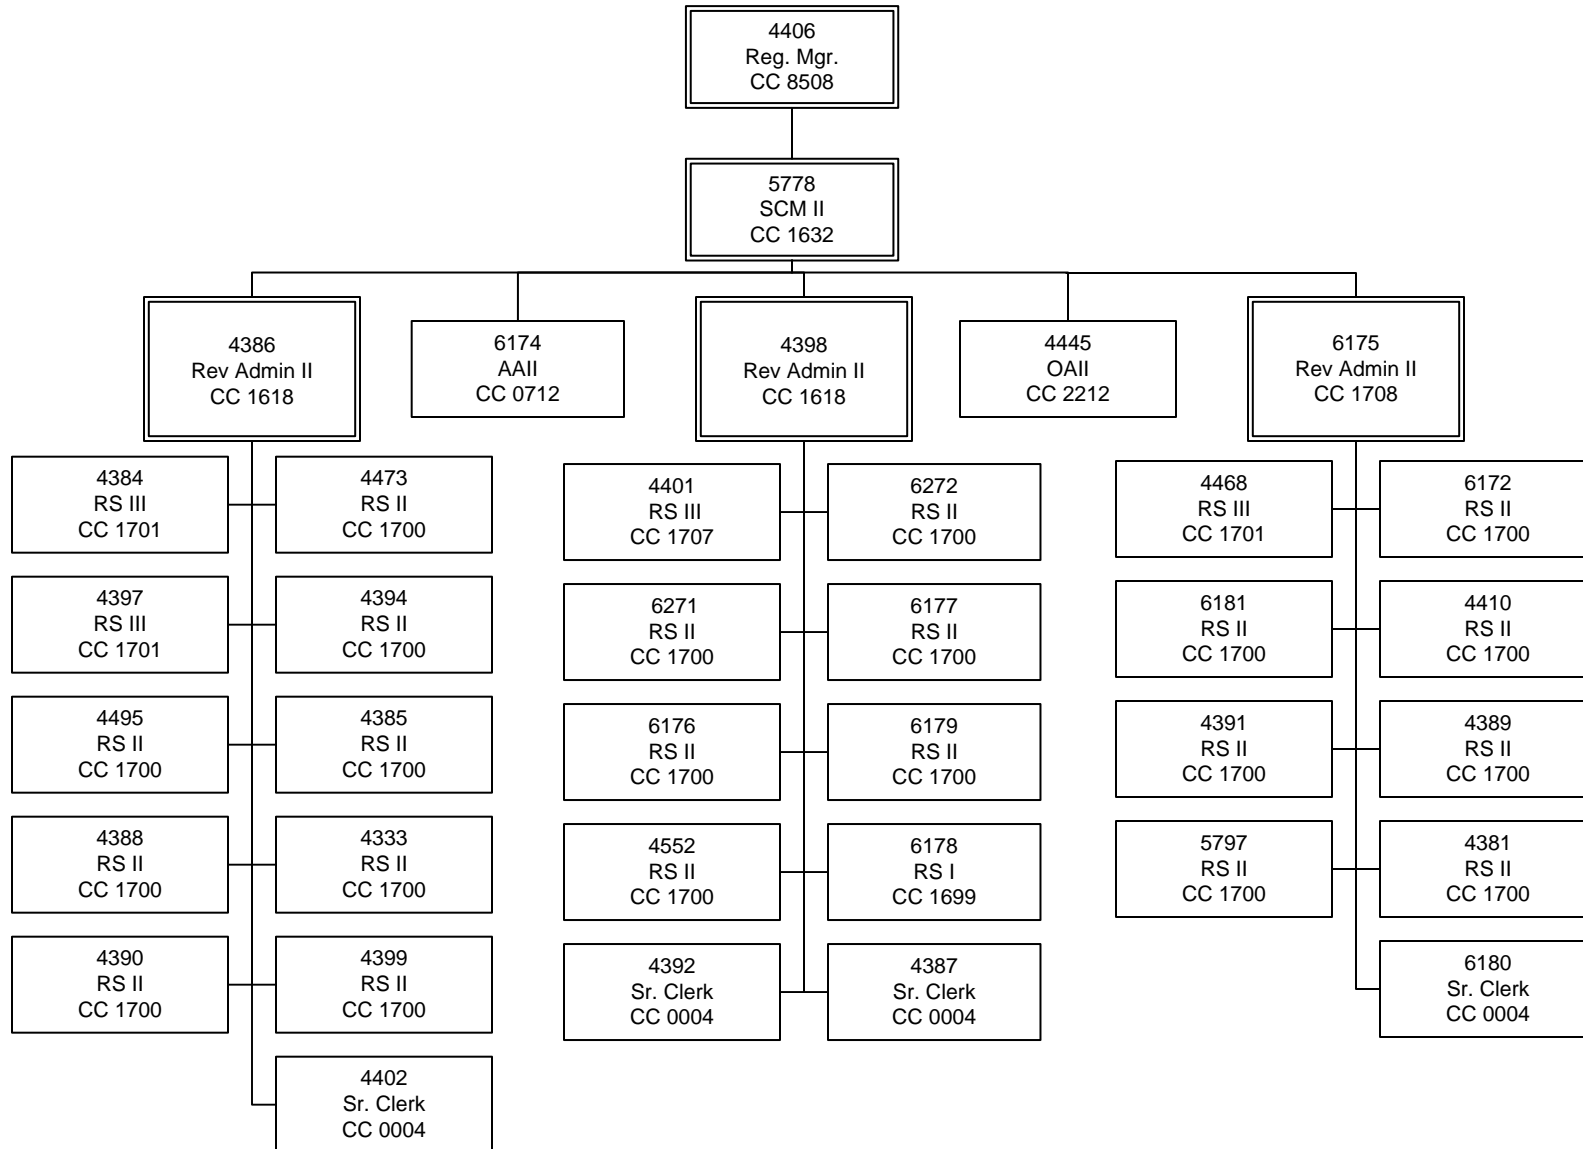 4406
Reg. Mgr.
CC 8508
5778
SCM II
CC 1632
4386
Rev Admin II
CC 1618
6174
AAII
CC 0712
4398
Rev Admin II
CC 1618
4445
OAII
CC 2212
6175
Rev Admin II
CC 1708
4384
RS III
CC 1701
4473
RS II
CC 1700
4397
RS III
CC 1701
4394
RS II
CC 1700
4495
RS II
CC 1700
4385
RS II
CC 1700
4388
RS II
CC 1700
4333
RS II
CC 1700
4390
RS II
CC 1700
4399
RS II
CC 1700
4402
Sr. Clerk
CC 0004
4401
RS III
CC 1707
6272
RS II
CC 1700
6271
RS II
CC 1700
6177
RS II
CC 1700
6176
RS II
CC 1700
6179
RS II
CC 1700
4552
RS II
CC 1700
6178
RS I
CC 1699
4392
Sr. Clerk
CC 0004
4387
Sr. Clerk
CC 0004
4468
RS III
CC 1701
6172
RS II
CC 1700
6181
RS II
CC 1700
4410
RS II
CC 1700
4391
RS II
CC 1700
4389
RS II
CC 1700
5797
RS II
CC 1700
4381
RS II
CC 1700
6180
Sr. Clerk
CC 0004